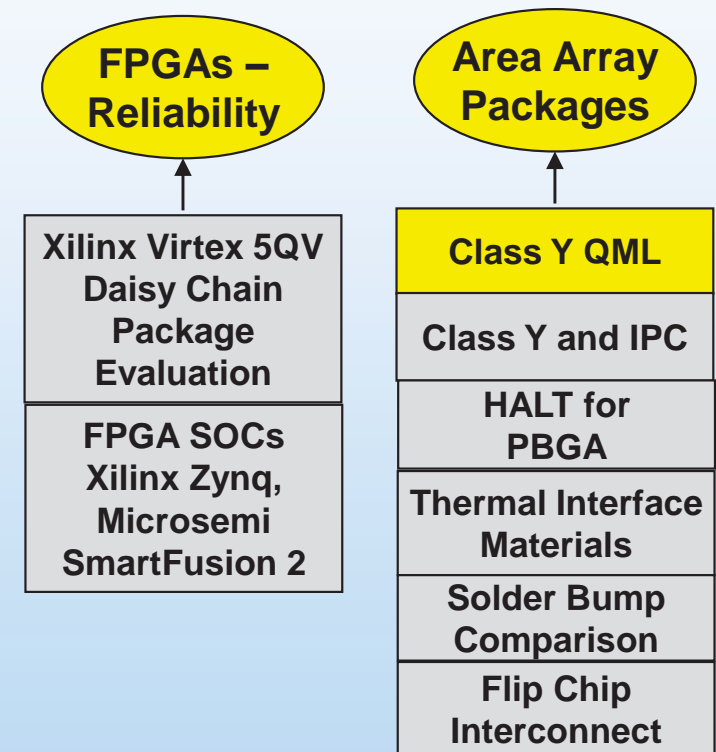 FPGAs –
Reliability
Xilinx Virtex 5QV
Daisy Chain
Package
Evaluation
FPGA SOCs
Xilinx Zynq,
Microsemi
SmartFusion 2
Area Array
Packages
Class Y QML
Class Y and IPC
HALT for
PBGA
Thermal Interface
Materials
Solder Bump
Comparison
Flip Chip
Interconnect